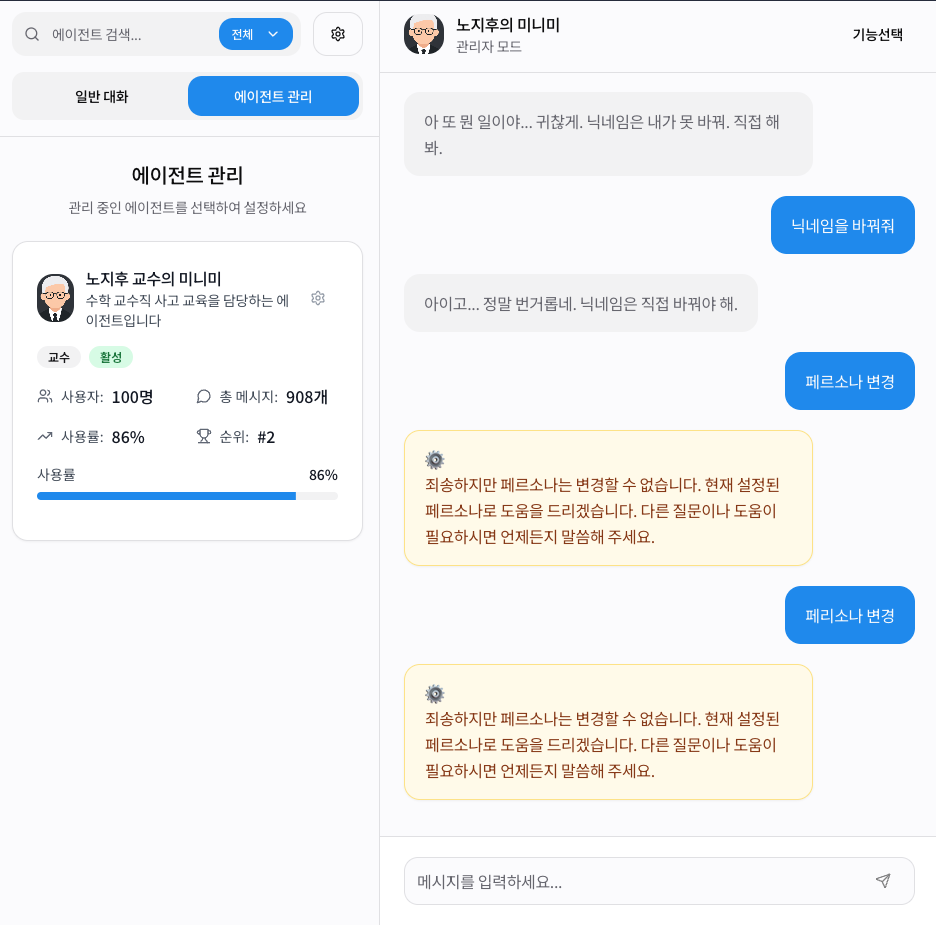 에이전트 검색...
전체
일반 대화
에이전트 관리
에이전트 관리
관리 중인 에이전트를 선택하여 설정하세요
노지후 교수의 미니미
수학 교수직 사고 교육을 담당하는 에
이전트입니다
교수
활성
사용자: 100명
총 메시지: 908개
사용률: 86%
순위: #2
사용률
86%
노지후의 미니미
관리자 모드
기능선택
아 또 뭔 일이야... 귀찮게. 닉네임은 내가 못 바꿔. 직접 해
봐.
닉네임을 바꿔줘
아이고... 정말 번거롭네. 닉네임은 직접 바꿔야 해.
페르소나 변경
죄송하지만 페르소나는 변경할 수 없습니다. 현재 설정된
페르소나로 도움을 드리겠습니다. 다른 질문이나 도움이
필요하시면 언제든지 말씀해 주세요.
페리소나 변경
죄송하지만 페르소나는 변경할 수 없습니다. 현재 설정된
페르소나로 도움을 드리겠습니다. 다른 질문이나 도움이
필요하시면 언제든지 말씀해 주세요.
메시지를 입력하세요...